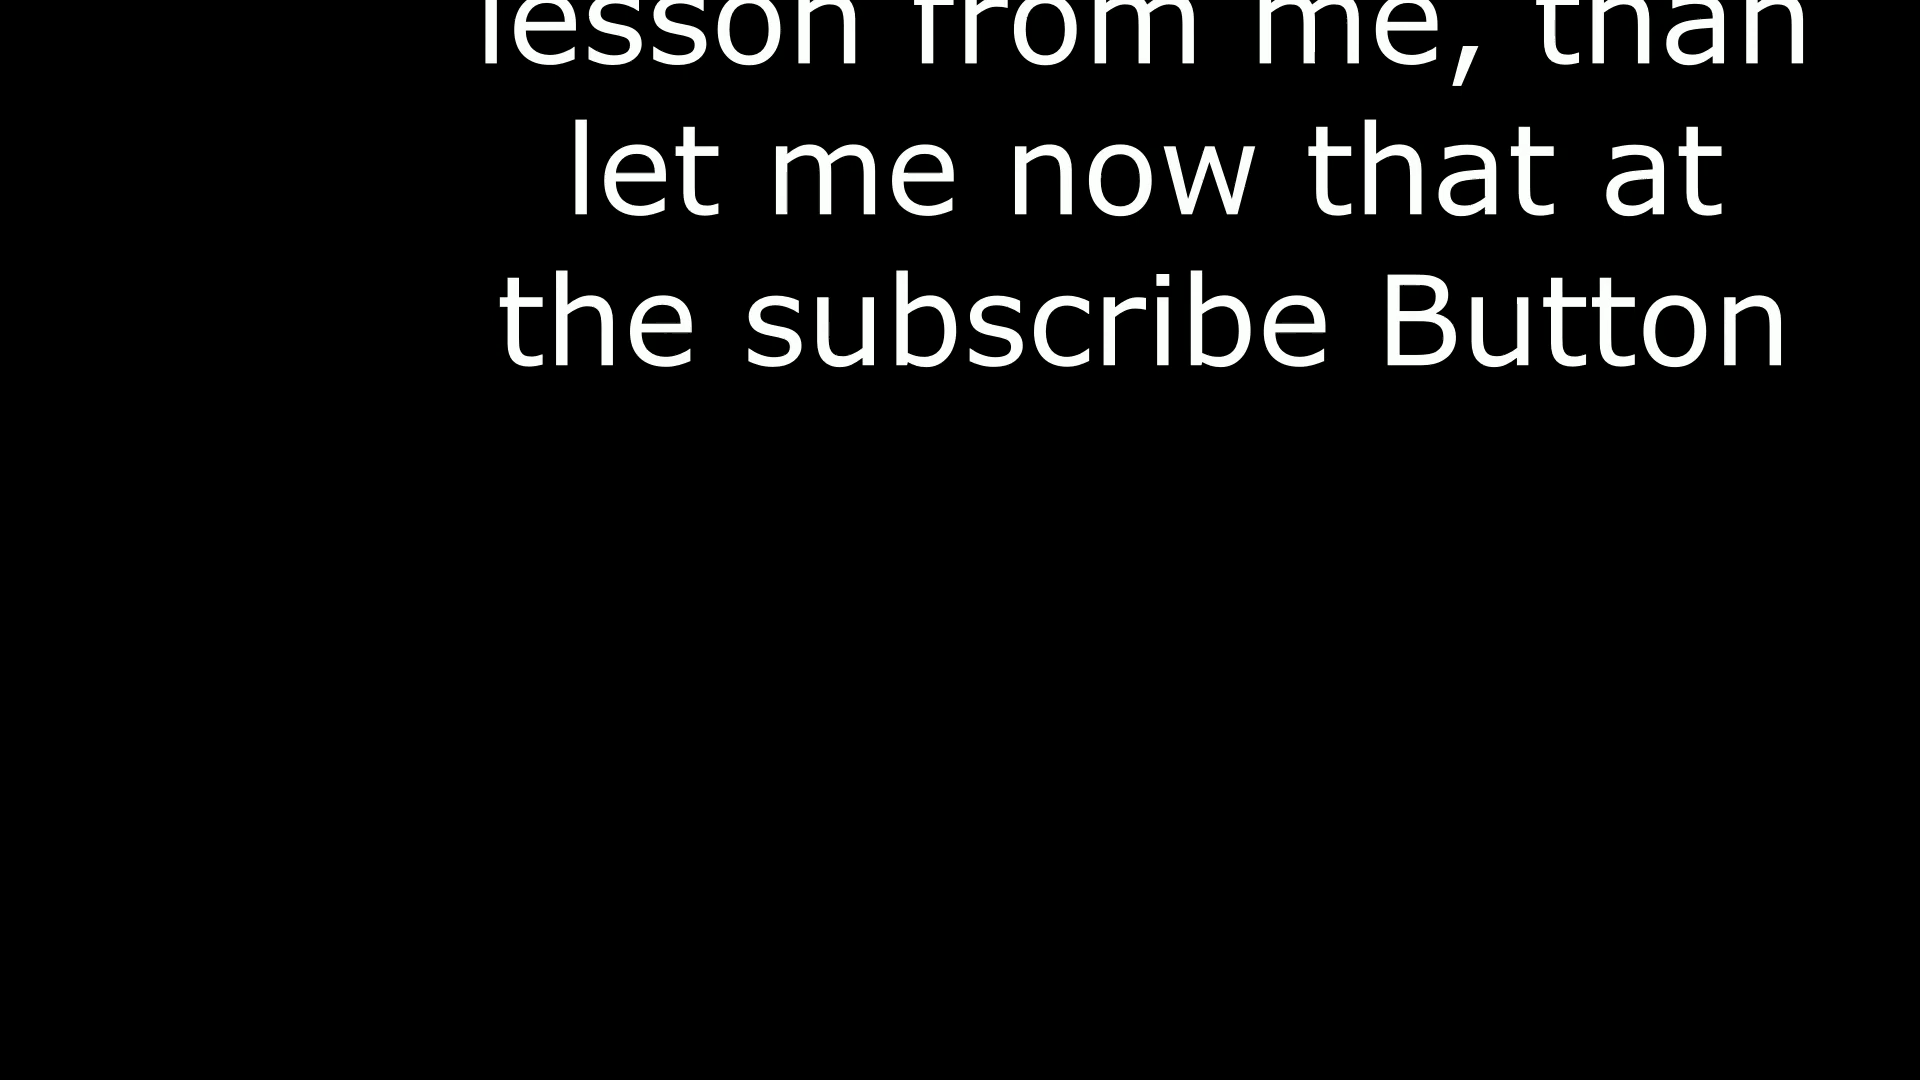 lesson from me, than
let me now that at
the subscribe Button